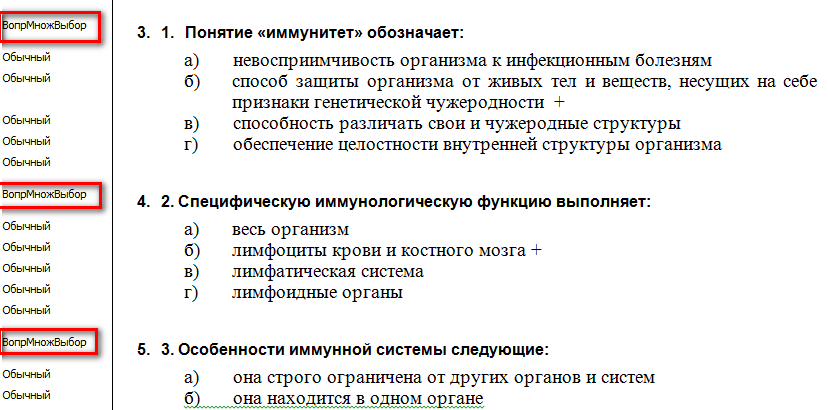 ВопрМножВыбор
3. 1. Понятие «иммунитет» обозначает:
Обычный
а) невосприимчивость организма к инфекционным болезням
Обычный
б) способ защиты организма от живых тел и веществ, несущих на себе
признаки генетической чужеродности +
Обычный
в) способность различать свои и чужеродные структуры
Обычный
г) обеспечение целостности внутренней структуры организма
Обычный
ВопрМножВыбор
4. 2. Специфическую иммунологическую функцию выполняет:
Обычный
а) весь организм
Обычный
б) лимфоциты крови и костного мозга +
Обычный
в) лимфатическая система
Обычный
г) лимфоидные органы
Обычный
ВопрМножВыбор
5. 3. Особенности иммунной системы следующие:
Обычный
а) она строго ограничена от других органов и систем
Обычный
б) она находится в одном органе